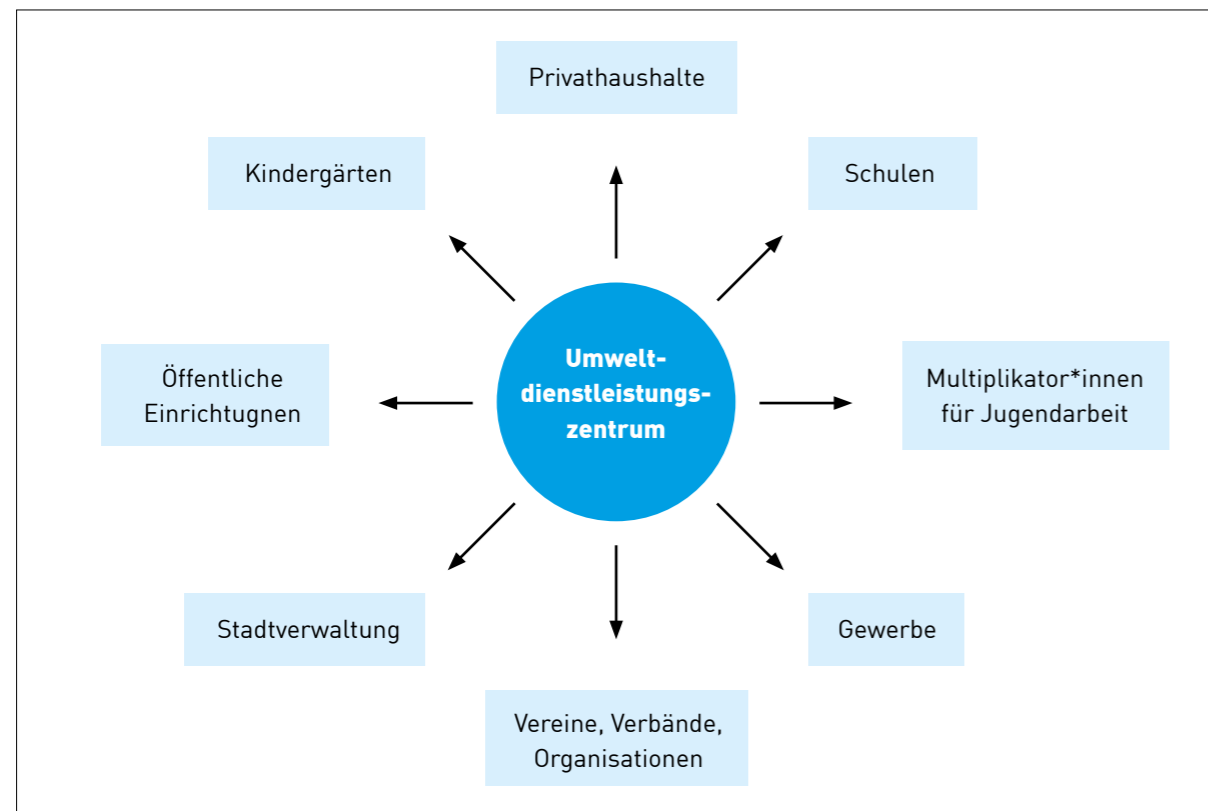 Privathaushalte
Kindergärten
Schulen
Umwelt-
dienstleistungs-
zentrum
Öffentliche
Einrichtugnen
Multiplikator*innen
für Jugendarbeit
Stadtverwaltung
Gewerbe
Vereine, Verbände,
Organisationen